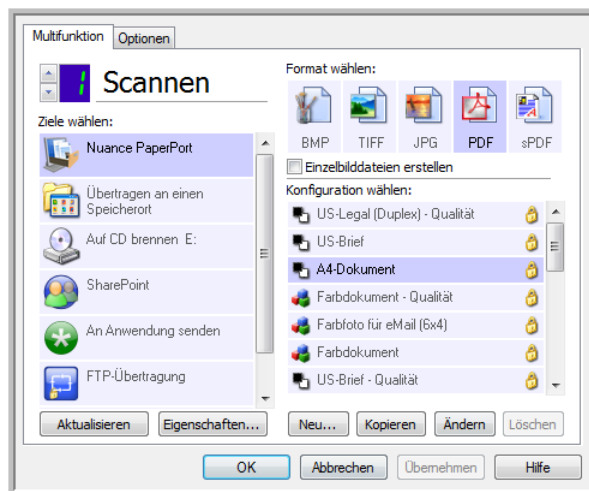 Multifunktion
Optionen
1 Scannen
Ziele wählen:
Nuance PaperPort
Übertragen an einen
Speicherort
Auf CD brennen E:
SharePoint
An Anwendung senden
FTP-Übertragung
Aktualisieren
Eigenschaften...
Format wählen:
BMP
TIFF
JPG
PDF
sPDF
Einzelbilddateien erstellen
Konfiguration wählen:
US-Legal (Duplex) - Qualität
US-Brief
A4-Dokument
Farbdokument - Qualität
Farbfoto für eMail (6x4)
Farbdokument
US-Brief - Qualität
Neu...
Kopieren
Ändern
Löschen
OK
Abbrechen
Übernehmen
Hilfe